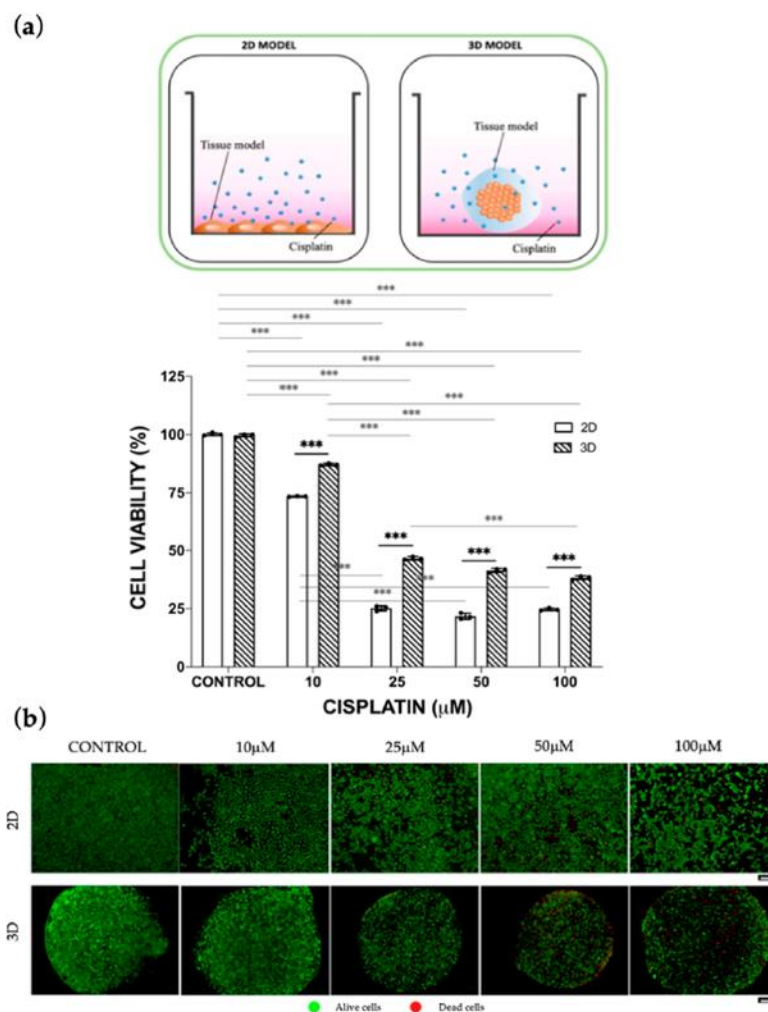 (a)
2D MODEL
3D MODEL
Tissue model
Tissue model
Cisplatin
Cisplatin
***
***
***
***
***
***
***
***
***
***
***
125
100
75
50
25
0
CELL VIABILITY (%)
2D
3D
***
***
***
***
***
***
***
***
CONTROL
10
25
50
100
CISPLATIN (μM)
(b)
CONTROL
10μM
25μM
50μM
100μM
2D
3D
Alive cells
Dead cells